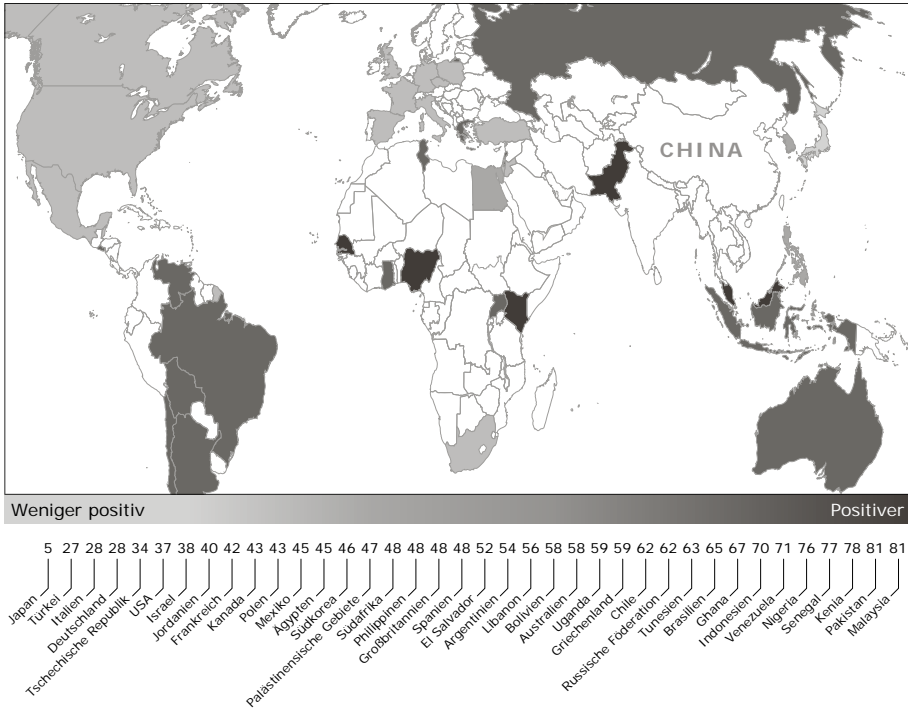 CHINA
Weniger positiv
Positiver
5 27 28 28 34 37 38 40 42 43 43 45 45 46 47 48 48 48 48 52 54 56 58 58 59 59 62 62 63 65 67 70 71 76 77 78 81 81
Japan
Türkei
Italien
Deutschland
Tschechische Republik
USA
Israel
Jordanien
Frankreich
Kanada
Polen
Mexiko
Ägypten
Südkorea
Palästinensische Gebiete
Südafrika
Philippinen
Großbritannien
Spanien
El Salvador
Argentinien
Libanon
Bolivien
Australien
Uganda
Griechenland
Chile
Russische Föderation
Tunesien
Brasilien
Ghana
Indonesien
Venezuela
Nigeria
Senegal
Kenia
Pakistan
Malaysia